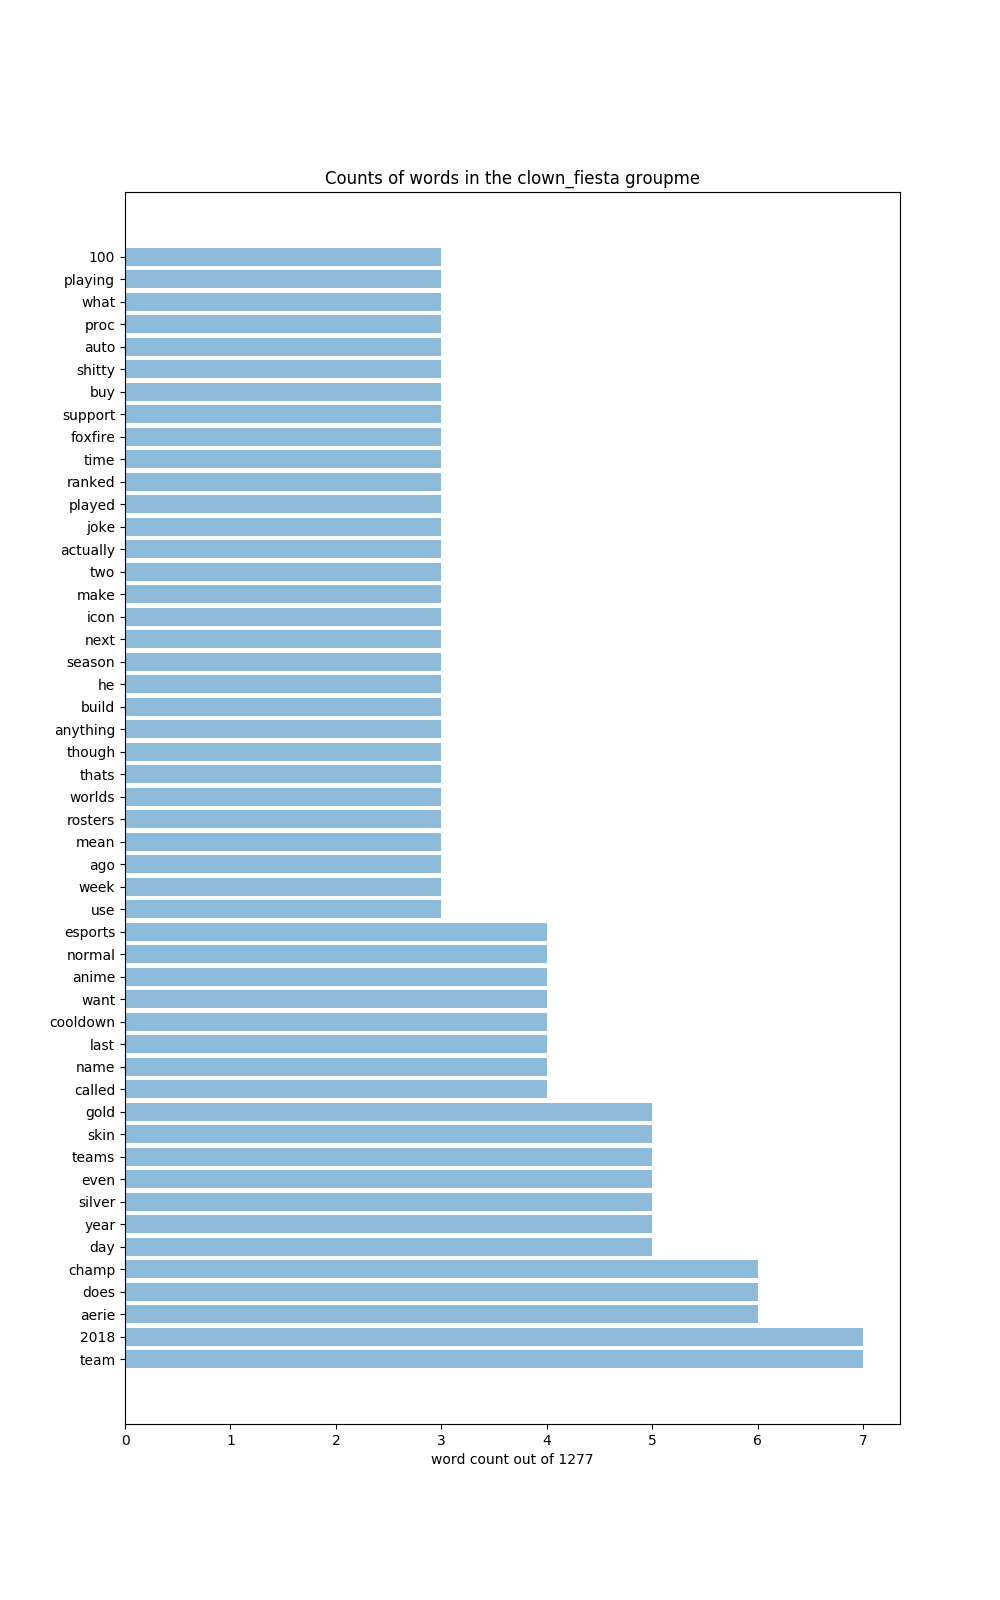 Counts of words in the clown_fiesta groupme
100
playing
what
proc
auto
shitty
buy
support
foxfire
time
ranked
played
joke
actually
two
make
icon
next
season
he
build
anything
though
thats
worlds
rosters
mean
ago
week
use
esports
normal
anime
want
cooldown
last
name
called
gold
skin
teams
even
silver
year
day
champ
does
aerie
2018
team
0 1 2 3 4 5 6 7
word count out of 1277